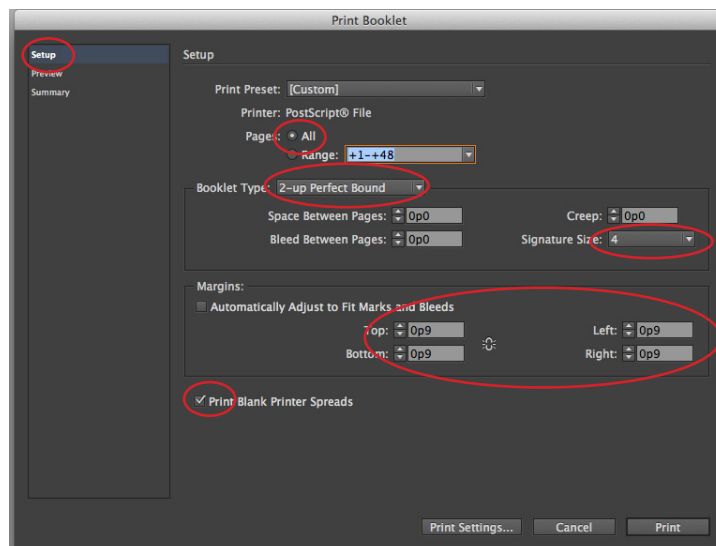 Print Booklet
Setup
Preview
Summary
Setup
Print Preset: [Custom]
Printer: PostScript® File
Pages: All
Range: +1-+48
Booklet Type: 2-up Perfect Bound
Space Between Pages: 0p0 Creep: 0p0
Bleed Between Pages: 0p0 Signature Size: 4
Margins:
Automatically Adjust to Fit Marks and Bleeds
Top: 0p9 Left: 0p9
Bottom: 0p9 Right: 0p9
Print Blank Printer Spreads
Print Settings... Cancel Print